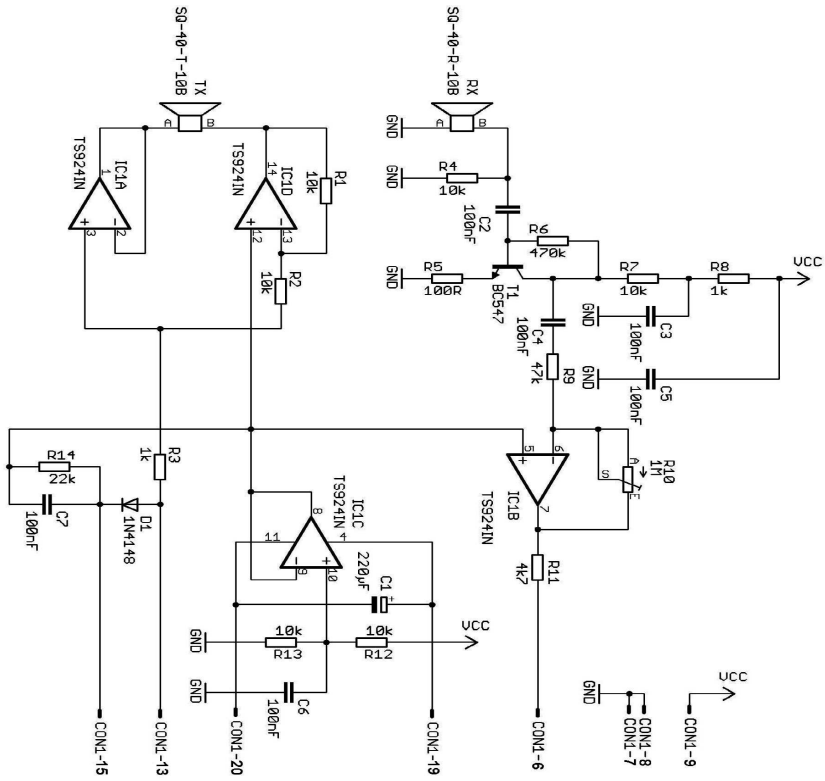 SQ-40-T-10B
TX
A
B
SQ-40-R-10B
RX
A
B
GND
R4
10k
GND
C2
100nF
R1
10k
IC1A
TS924IN
1
2
3
IC1D
TS924IN
14
13
12
R2
10k
R6
470k
R5
100R
GND
T1
BC547
R7
10k
R8
1k
VCC
C3
100nF
GND
C4
100nF
R9
47k
C5
100nF
GND
R3
1k
R14
22k
C7
100nF
D1
1N4148
IC1C
TS924IN
8
11
4
9
10
C1
220µF
+
R13
10k
GND
R12
10k
VCC
C6
100nF
GND
IC1B
TS924IN
5
6
7
R10
1M
A
S
E
R11
4k7
VCC
GND
CON1-15
CON1-13
CON1-20
CON1-19
CON1-6
CON1-7
CON1-8
CON1-9